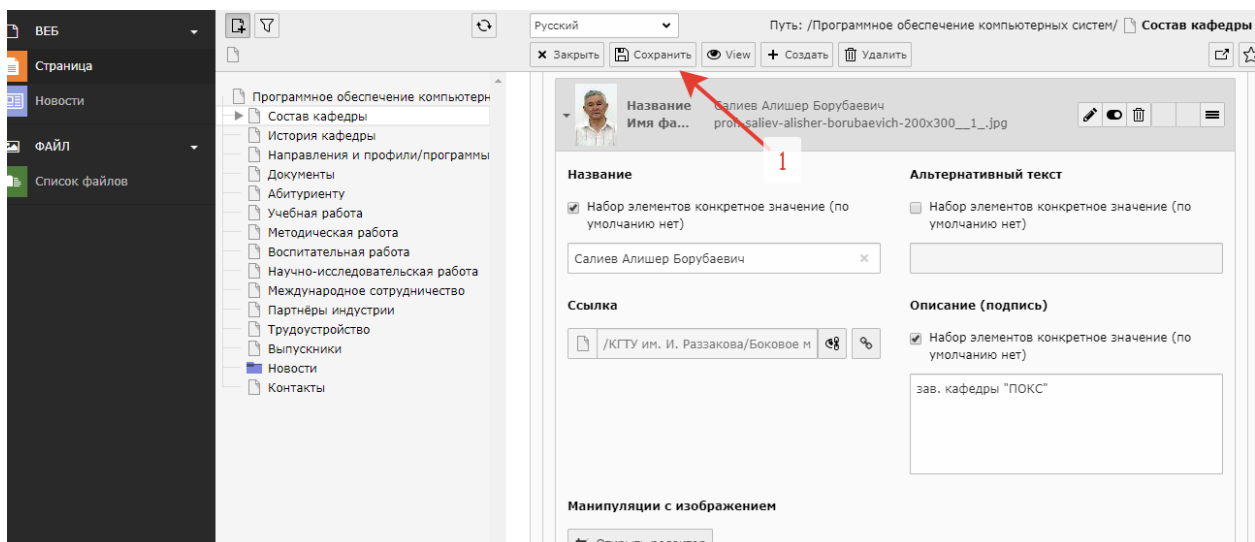 ВЕБ
Страница
Новости
ФАЙЛ
Список файлов
Программное обеспечение компьютерн
Состав кафедры
История кафедры
Направления и профили/программы
Документы
Абитуриенту
Учебная работа
Методическая работа
Воспитательная работа
Научно-исследовательская работа
Международное сотрудничество
Партнёры индустрии
Трудоустройство
Выпускники
Новости
Контакты
Русский
Путь: /Программное обеспечение компьютерных систем/ Состав кафедры
Закрыть Сохранить View Создать Удалить
Название Салиев Алишер Борубаевич
Имя фа... prof.-saliev-alisher-borubaevich-200x300__1_.jpg
1
Название
Набор элементов конкретное значение (по
умолчанию нет)
Салиев Алишер Борубаевич
Альтернативный текст
Набор элементов конкретное значение (по
умолчанию нет)
Ссылка
/КГТУ им. И. Раззакова/Боковое м
Описание (подпись)
Набор элементов конкретное значение (по
умолчанию нет)
зав. кафедры "ПОКС"
Манипуляции с изображением
Открыть редактор